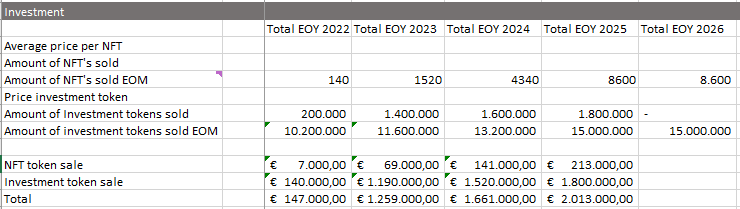 Investment
Total EOY 2022 Total EOY 2023 Total EOY 2024 Total EOY 2025 Total EOY 2026
Average price per NFT
Amount of NFT's sold
Amount of NFT's sold EOM 140 1520 4340 8600 8.600
Price investment token
Amount of Investment tokens sold 200.000 1.400.000 1.600.000 1.800.000 -
Amount of investment tokens sold EOM 10.200.000 11.600.000 13.200.000 15.000.000 15.000.000
NFT token sale € 7.000,00 € 69.000,00 € 141.000,00 € 213.000,00
Investment token sale € 140.000,00 € 1.190.000,00 € 1.520.000,00 € 1.800.000,00
Total € 147.000,00 € 1.259.000,00 € 1.661.000,00 € 2.013.000,00